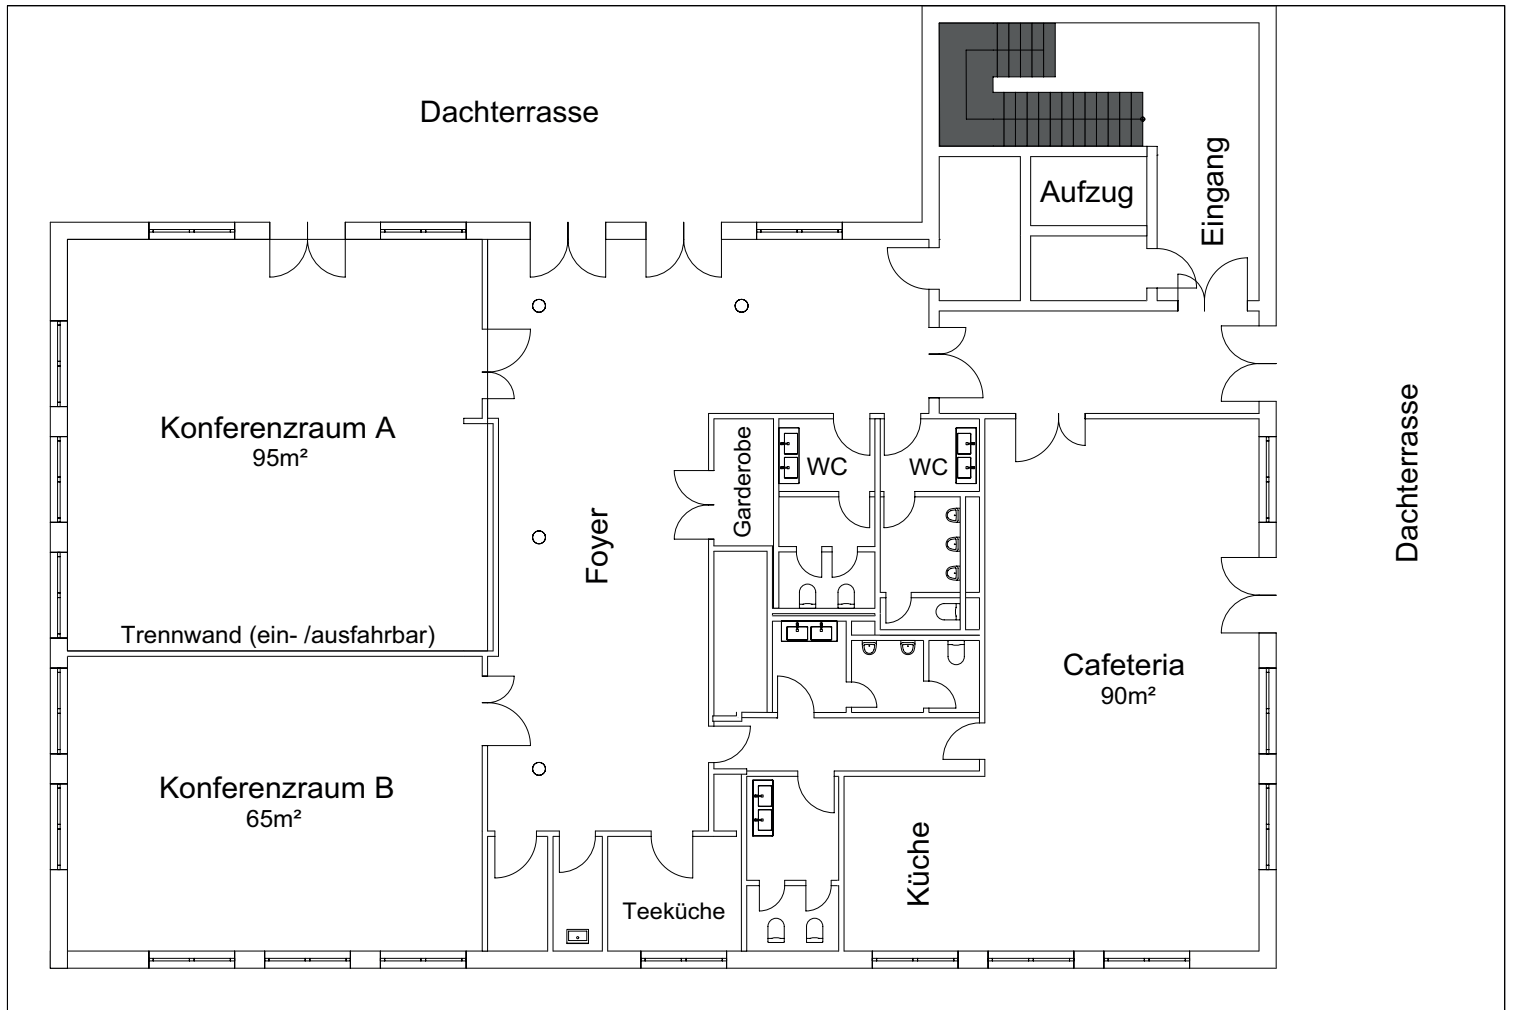 Dachterrasse
Aufzug
Eingang
Konferenzraum A
95m²
Garderobe
WC
WC
Dachterrasse
Foyer
Trennwand (ein- /ausfahrbar)
Cafeteria
90m²
Konferenzraum B
65m²
Küche
Teeküche